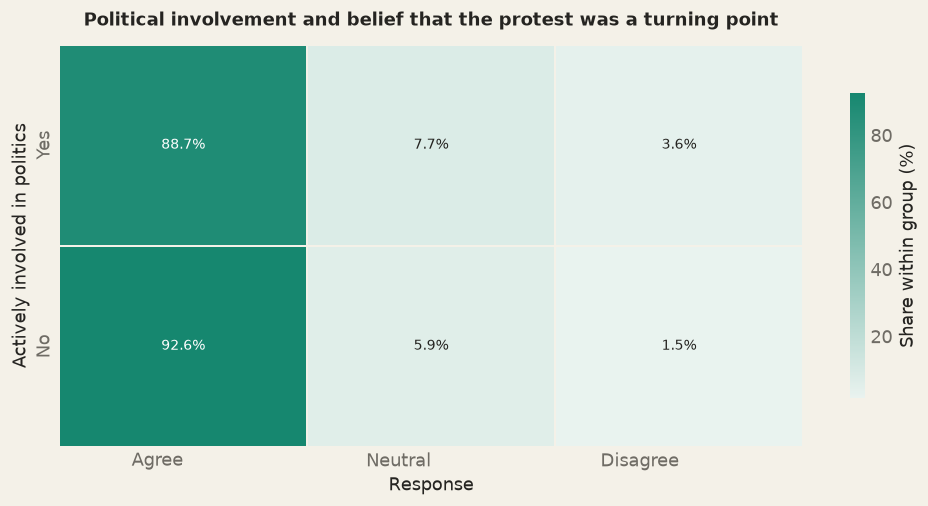 Political involvement and belief that the protest was a turning point
Actively involved in politics
Yes
88.7%
7.7%
3.6%
No
92.6%
5.9%
1.5%
Agree
Neutral
Disagree
Response
80
60
40
20
Share within group (%)